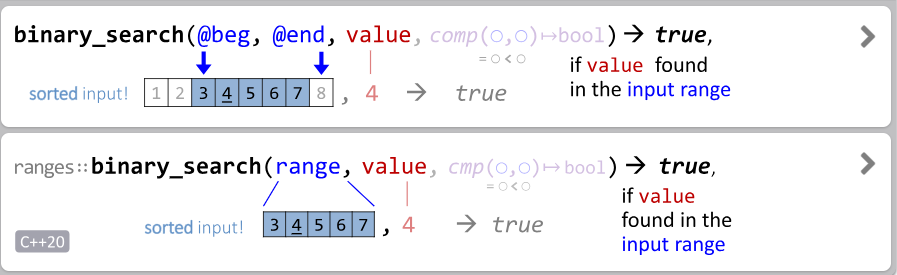 binary_search(@beg, @end, value, comp(○,○)↦bool) → true,
=○<○
if value found
in the input range
sorted input! 1 2 3 4 5 6 7 8 , 4 → true
ranges::binary_search(range, value, cmp(○,○)↦bool) → true,
=○<○
if value
found in the
input range
sorted input! 3 4 5 6 7 , 4 → true
C++20